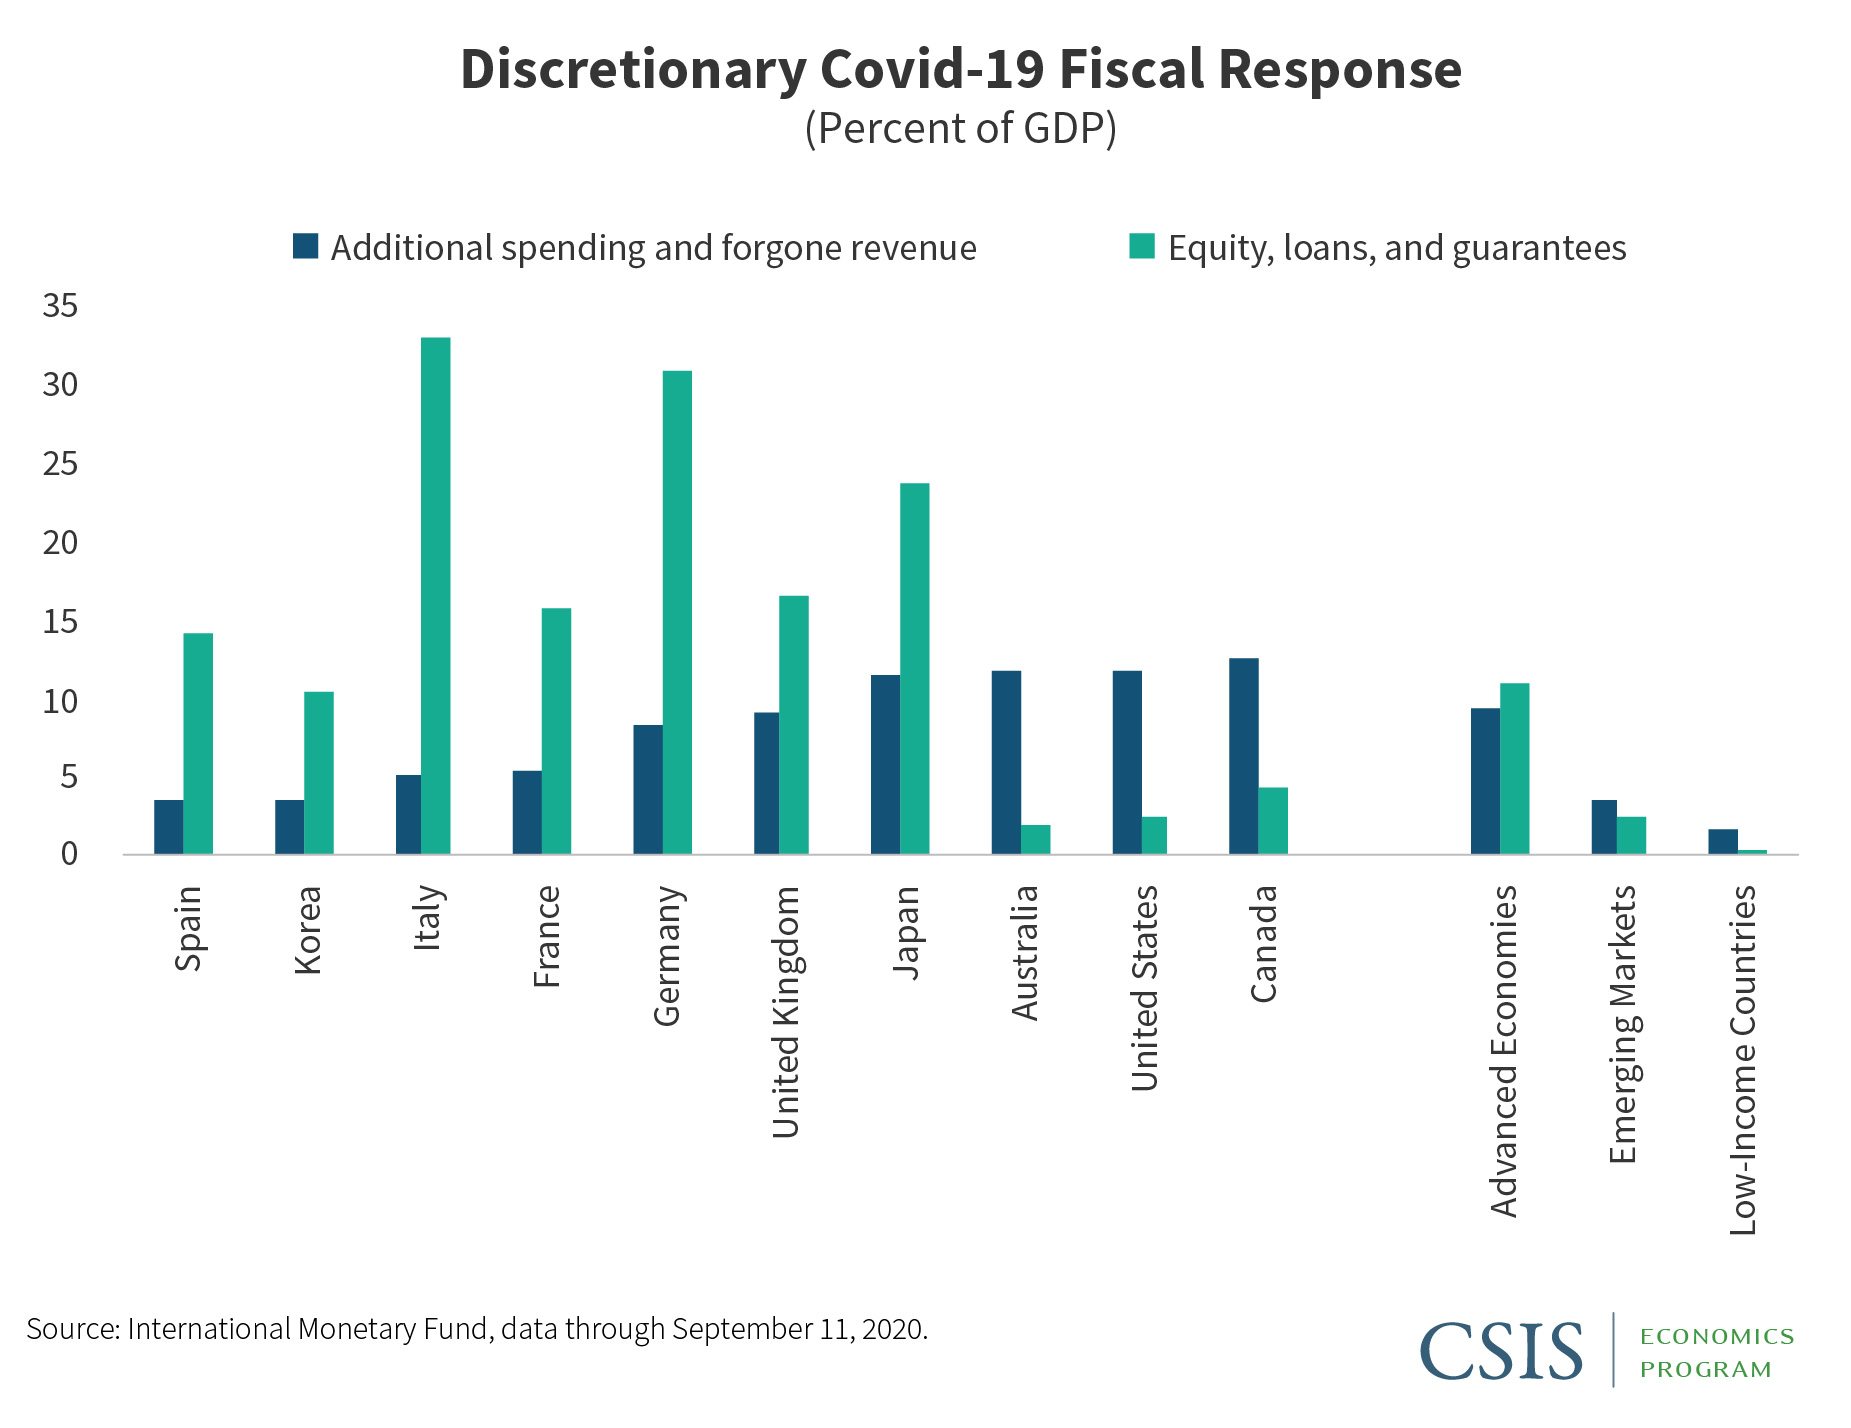 Discretionary Covid-19 Fiscal Response
(Percent of GDP)
Additional spending and forgone revenue
Equity, loans, and guarantees
35
30
25
20
15
10
5
0
Spain
Korea
Italy
France
Germany
United Kingdom
Japan
Australia
United States
Canada
Advanced Economies
Emerging Markets
Low-Income Countries
Source: International Monetary Fund, data through September 11, 2020.
CSIS
ECONOMICS
PROGRAM